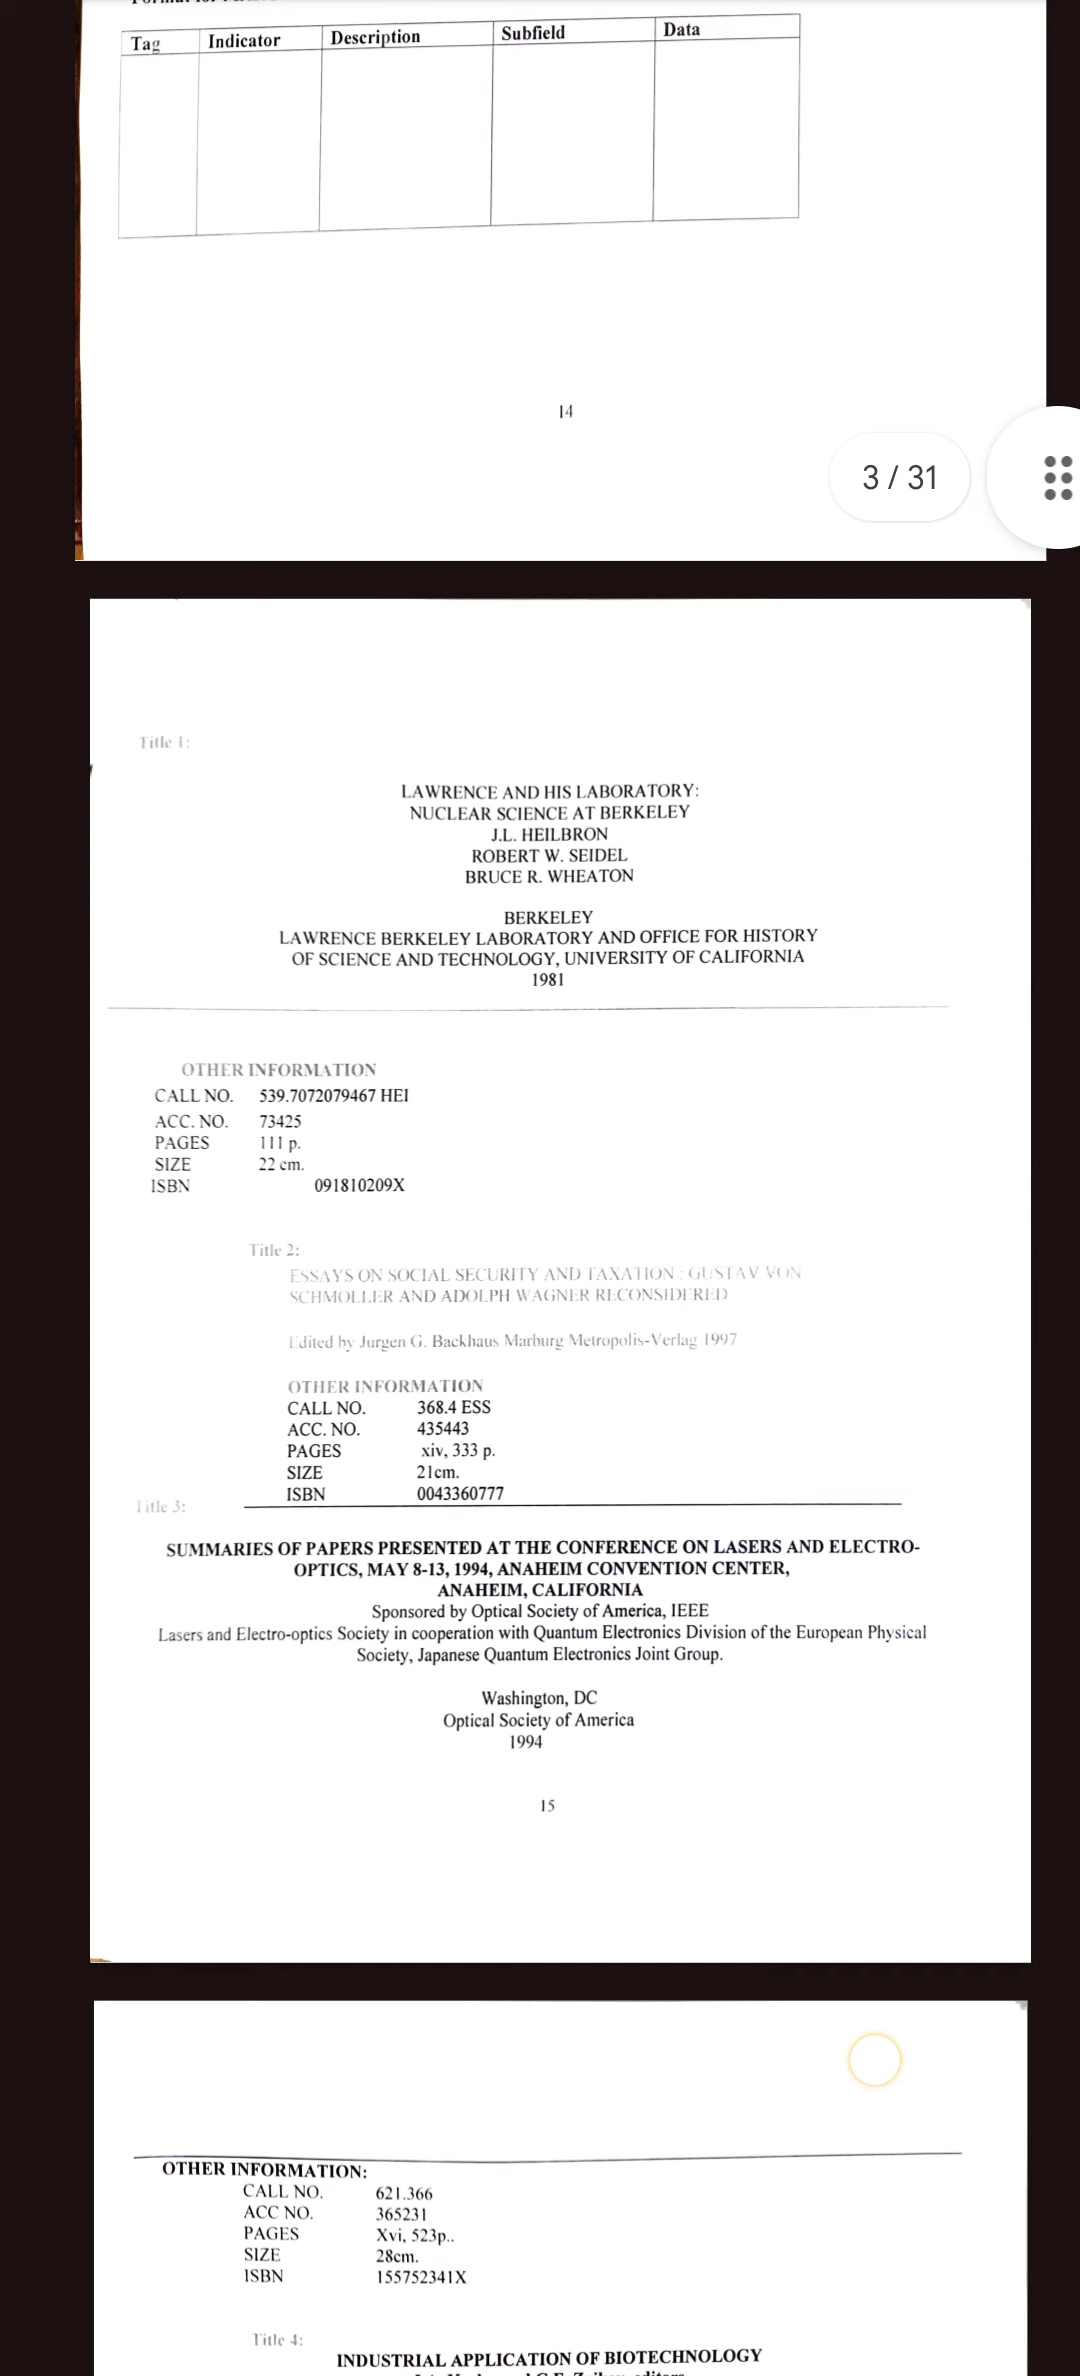 Tag Indicator Description Subfield Data
14
3 / 31
Title 1:
LAWRENCE AND HIS LABORATORY:
NUCLEAR SCIENCE AT BERKELEY
J.L. HEILBRON
ROBERT W. SEIDEL
BRUCE R. WHEATON
BERKELEY
LAWRENCE BERKELEY LABORATORY AND OFFICE FOR HISTORY
OF SCIENCE AND TECHNOLOGY, UNIVERSITY OF CALIFORNIA
1981
OTHER INFORMATION
CALL NO. 539.7072079467 HEI
ACC. NO. 73425
PAGES 111 p.
SIZE 22 cm.
ISBN 091810209X
Title 2:
ESSAYS ON SOCIAL SECURITY AND TAXATION : GUSTAV VON
SCHMOLLER AND ADOLPH WAGNER RECONSIDERED
Edited by Jurgen G. Backhaus Marburg Metropolis-Verlag 1997
OTHER INFORMATION
CALL NO. 368.4 ESS
ACC. NO. 435443
PAGES xiv, 333 p.
SIZE 21cm.
ISBN 0043360777
Title 3:
SUMMARIES OF PAPERS PRESENTED AT THE CONFERENCE ON LASERS AND ELECTRO-
OPTICS, MAY 8-13, 1994, ANAHEIM CONVENTION CENTER,
ANAHEIM, CALIFORNIA
Sponsored by Optical Society of America, IEEE
Lasers and Electro-optics Society in cooperation with Quantum Electronics Division of the European Physical
Society, Japanese Quantum Electronics Joint Group.
Washington, DC
Optical Society of America
1994
15
OTHER INFORMATION:
CALL NO. 621.366
ACC NO. 365231
PAGES Xvi, 523p..
SIZE 28cm.
ISBN 155752341X
Title 4:
INDUSTRIAL APPLICATION OF BIOTECHNOLOGY